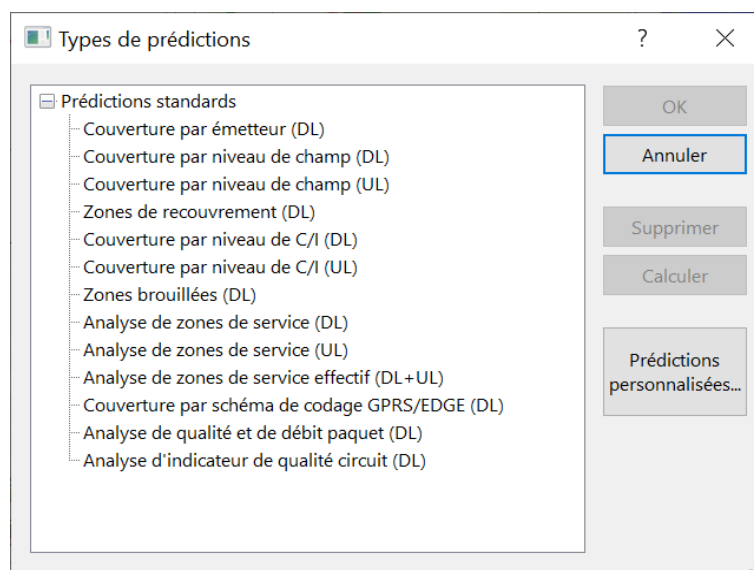 Types de prédictions
?
Prédictions standards
Couverture par émetteur (DL)
Couverture par niveau de champ (DL)
Couverture par niveau de champ (UL)
Zones de recouvrement (DL)
Couverture par niveau de C/I (DL)
Couverture par niveau de C/I (UL)
Zones brouillées (DL)
Analyse de zones de service (DL)
Analyse de zones de service (UL)
Analyse de zones de service effectif (DL+UL)
Couverture par schéma de codage GPRS/EDGE (DL)
Analyse de qualité et de débit paquet (DL)
Analyse d'indicateur de qualité circuit (DL)
OK
Annuler
Supprimer
Calculer
Prédictions
personnalisées...